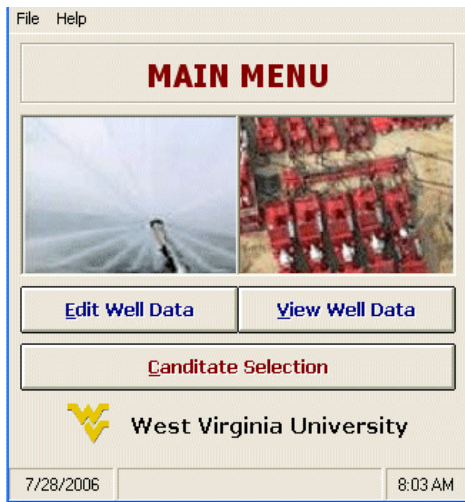 File Help
MAIN MENU
Edit Well Data View Well Data
Canditate Selection
West Virginia University
7/28/2006 8:03 AM